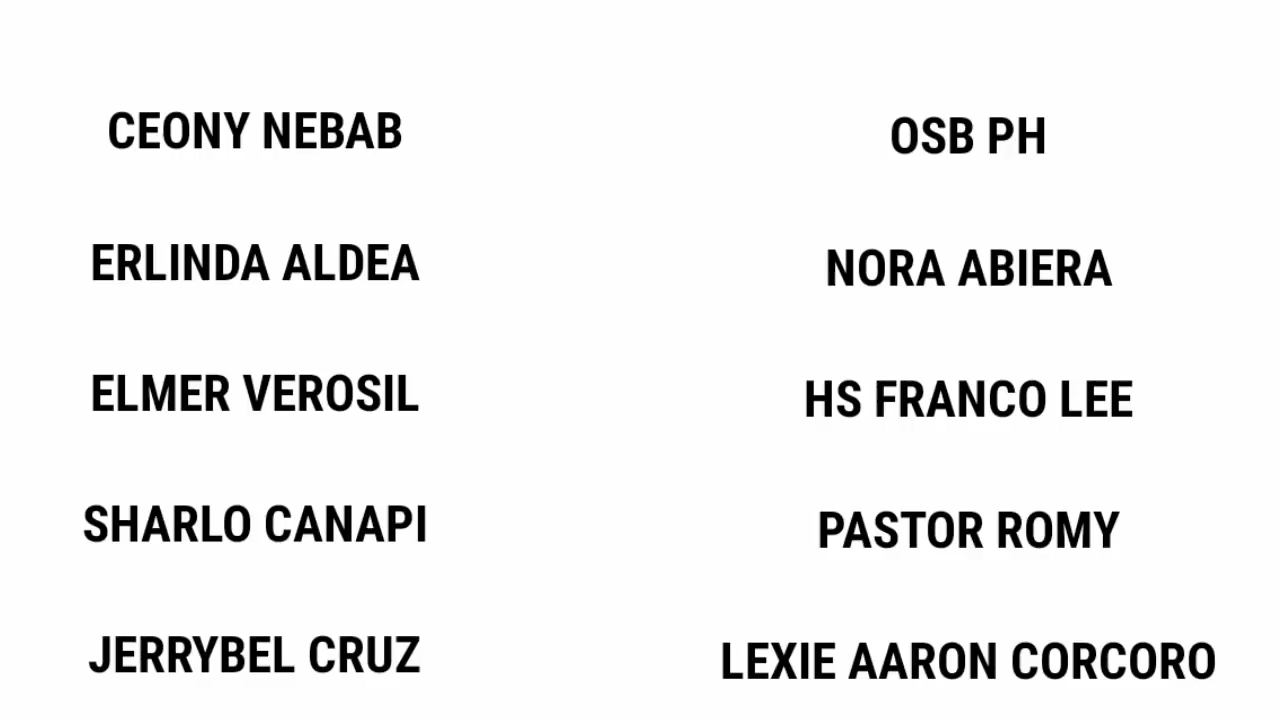 CEONY NEBAB
ERLINDA ALDEA
ELMER VEROSIL
SHARLO CANAPI
JERRYBEL CRUZ
OSB PH
NORA ABIERA
HS FRANCO LEE
PASTOR ROMY
LEXIE AARON CORCORO